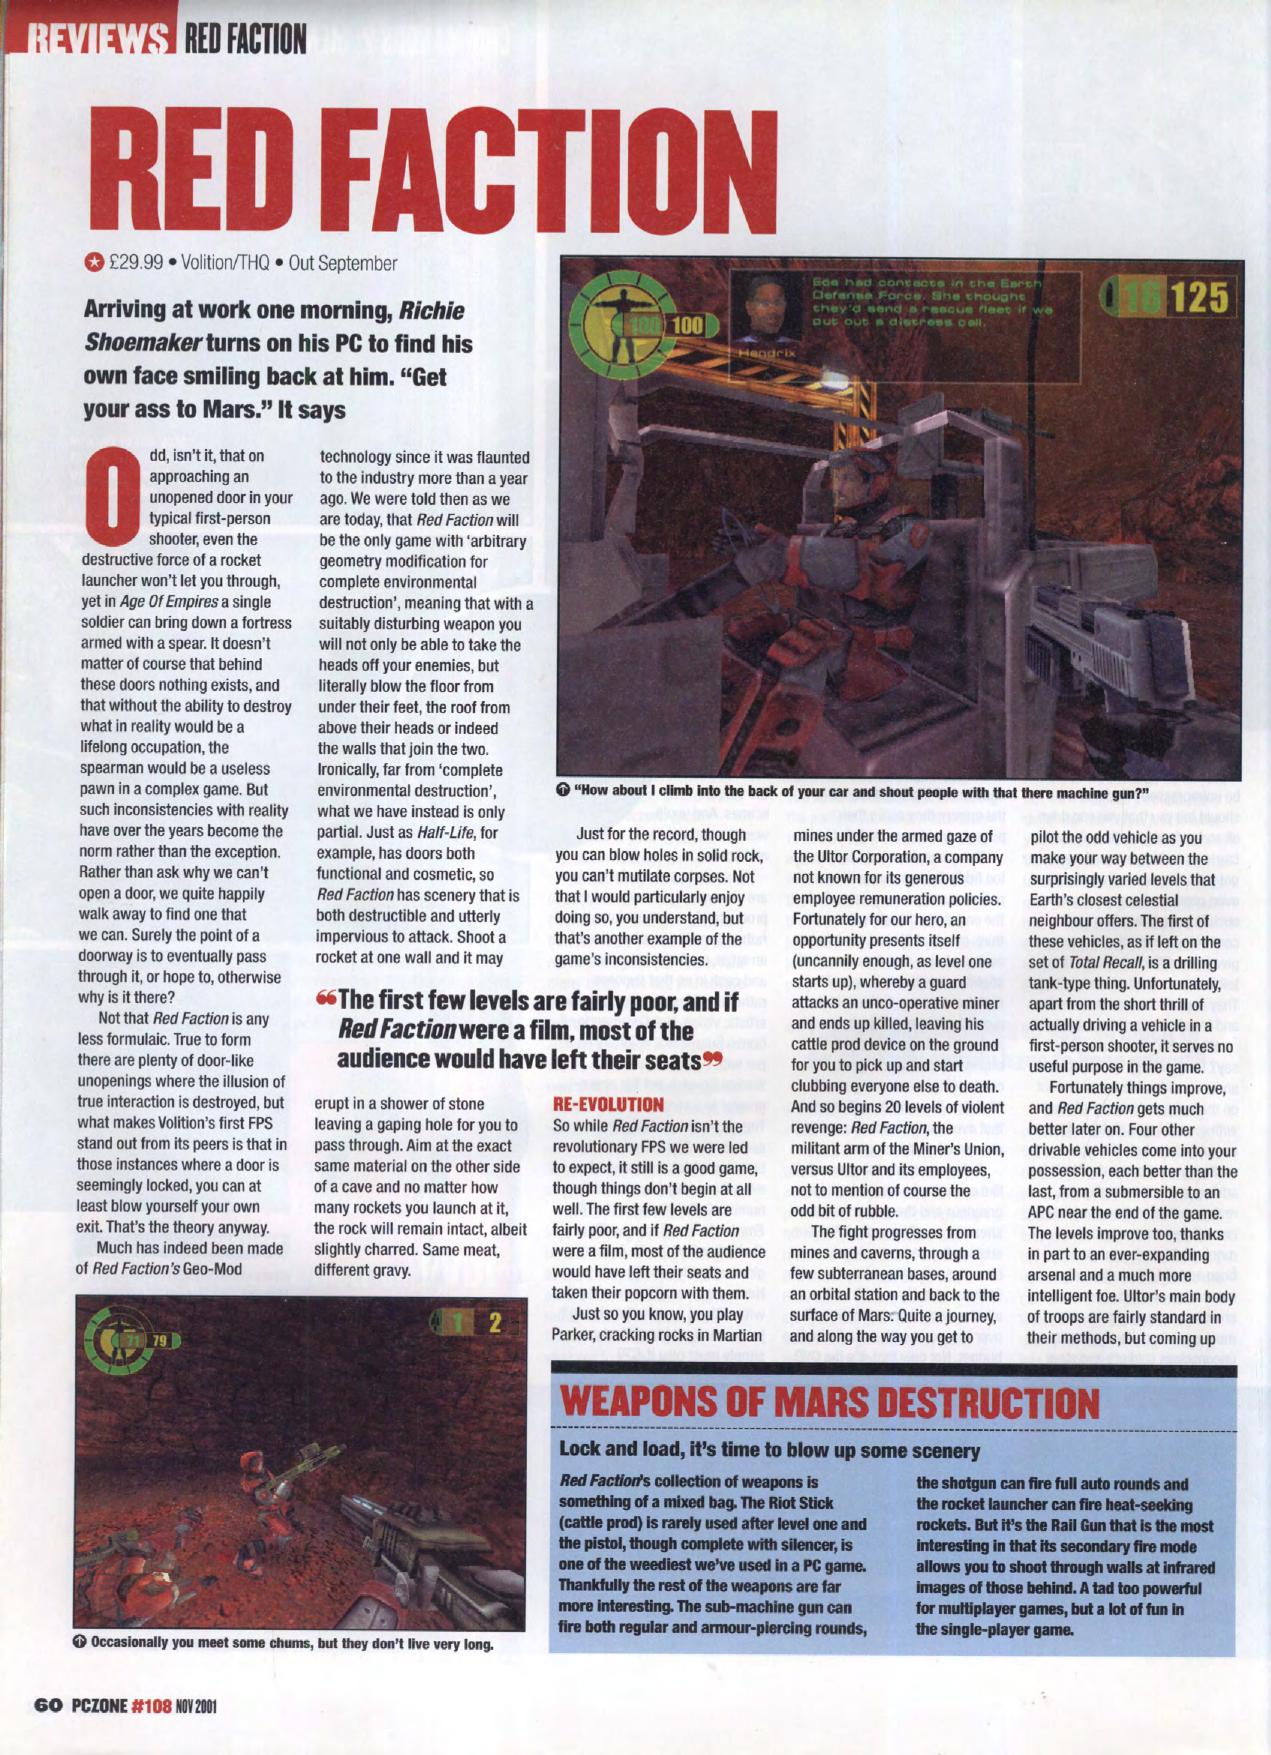 REVIEWS RED FACTION
RED FACTION
£29.99 • Volition/THQ • Out September
Arriving at work one morning, Richie
Shoemaker turns on his PC to find his
own face smiling back at him. “Get
your ass to Mars.” It says
Odd, isn't it, that on
approaching an
unopened door in your
typical first-person
shooter, even the
destructive force of a rocket
launcher won't let you through,
yet in Age Of Empires a single
soldier can bring down a fortress
armed with a spear. It doesn't
matter of course that behind
these doors nothing exists, and
that without the ability to destroy
what in reality would be a
lifelong occupation, the
spearman would be a useless
pawn in a complex game. But
such inconsistencies with reality
have over the years become the
norm rather than the exception.
Rather than ask why we can't
open a door, we quite happily
walk away to find one that
we can. Surely the point of a
doorway is to eventually pass
through it, or hope to, otherwise
why is it there?
Not that Red Faction is any
less formulaic. True to form
there are plenty of door-like
unopenings where the illusion of
true interaction is destroyed, but
what makes Volition's first FPS
stand out from its peers is that in
those instances where a door is
seemingly locked, you can at
least blow yourself your own
exit. That's the theory anyway.
Much has indeed been made
of Red Faction's Geo-Mod
technology since it was flaunted
to the industry more than a year
ago. We were told then as we
are today, that Red Faction will
be the only game with ‘arbitrary
geometry modification for
complete environmental
destruction’, meaning that with a
suitably disturbing weapon you
will not only be able to take the
heads off your enemies, but
literally blow the floor from
under their feet, the roof from
above their heads or indeed
the walls that join the two.
Ironically, far from ‘complete
environmental destruction’,
what we have instead is only
partial. Just as Half-Life, for
example, has doors both
functional and cosmetic, so
Red Faction has scenery that is
both destructible and utterly
impervious to attack. Shoot a
rocket at one wall and it may
“The first few levels are fairly poor, and if
Red Faction were a film, most of the
audience would have left their seats”
erupt in a shower of stone
leaving a gaping hole for you to
pass through. Aim at the exact
same material on the other side
of a cave and no matter how
many rockets you launch at it,
the rock will remain intact, albeit
slightly charred. Same meat,
different gravy.
100 100
Eos had contacts in the Earth
Defense Force. She thought
they'd send a rescue fleet if we
put out a distress call.
Hendrix
16 125
“How about I climb into the back of your car and shout people with that there machine gun?”
Just for the record, though
you can blow holes in solid rock,
you can't mutilate corpses. Not
that I would particularly enjoy
doing so, you understand, but
that's another example of the
game's inconsistencies.
RE-EVOLUTION
So while Red Faction isn't the
revolutionary FPS we were led
to expect, it still is a good game,
though things don't begin at all
well. The first few levels are
fairly poor, and if Red Faction
were a film, most of the audience
would have left their seats and
taken their popcorn with them.
Just so you know, you play
Parker, cracking rocks in Martian
mines under the armed gaze of
the Ultor Corporation, a company
not known for its generous
employee remuneration policies.
Fortunately for our hero, an
opportunity presents itself
(uncannily enough, as level one
starts up), whereby a guard
attacks an unco-operative miner
and ends up killed, leaving his
cattle prod device on the ground
for you to pick up and start
clubbing everyone else to death.
And so begins 20 levels of violent
revenge: Red Faction, the
militant arm of the Miner's Union,
versus Ultor and its employees,
not to mention of course the
odd bit of rubble.
The fight progresses from
mines and caverns, through a
few subterranean bases, around
an orbital station and back to the
surface of Mars. Quite a journey,
and along the way you get to
pilot the odd vehicle as you
make your way between the
surprisingly varied levels that
Earth's closest celestial
neighbour offers. The first of
these vehicles, as if left on the
set of Total Recall, is a drilling
tank-type thing. Unfortunately,
apart from the short thrill of
actually driving a vehicle in a
first-person shooter, it serves no
useful purpose in the game.
Fortunately things improve,
and Red Faction gets much
better later on. Four other
drivable vehicles come into your
possession, each better than the
last, from a submersible to an
APC near the end of the game.
The levels improve too, thanks
in part to an ever-expanding
arsenal and a much more
intelligent foe. Ultor's main body
of troops are fairly standard in
their methods, but coming up
71 79
1 2
Occasionally you meet some chums, but they don't live very long.
WEAPONS OF MARS DESTRUCTION
Lock and load, it's time to blow up some scenery
Red Faction's collection of weapons is
something of a mixed bag. The Riot Stick
(cattle prod) is rarely used after level one and
the pistol, though complete with silencer, is
one of the weediest we've used in a PC game.
Thankfully the rest of the weapons are far
more interesting. The sub-machine gun can
fire both regular and armour-piercing rounds,
the shotgun can fire full auto rounds and
the rocket launcher can fire heat-seeking
rockets. But it's the Rail Gun that is the most
interesting in that its secondary fire mode
allows you to shoot through walls at infrared
images of those behind. A tad too powerful
for multiplayer games, but a lot of fun in
the single-player game.
60 PCZONE #108 NOV 2001